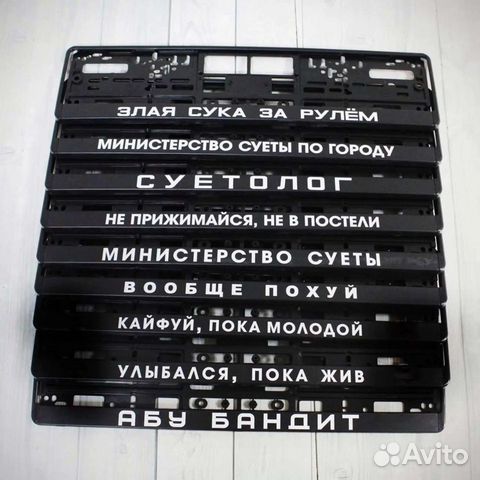 ЗЛАЯ СУКА ЗА РУЛЁМ
МИНИСТЕРСТВО СУЕТЫ ПО ГОРОДУ
СУЕТОЛОГ
НЕ ПРИЖИМАЙСЯ, НЕ В ПОСТЕЛИ
МИНИСТЕРСТВО СУЕТЫ
ВООБЩЕ ПОХУЙ
КАЙФУЙ, ПОКА МОЛОДОЙ
УЛЫБАЛСЯ, ПОКА ЖИВ
АБУ БАНДИТ
Avito